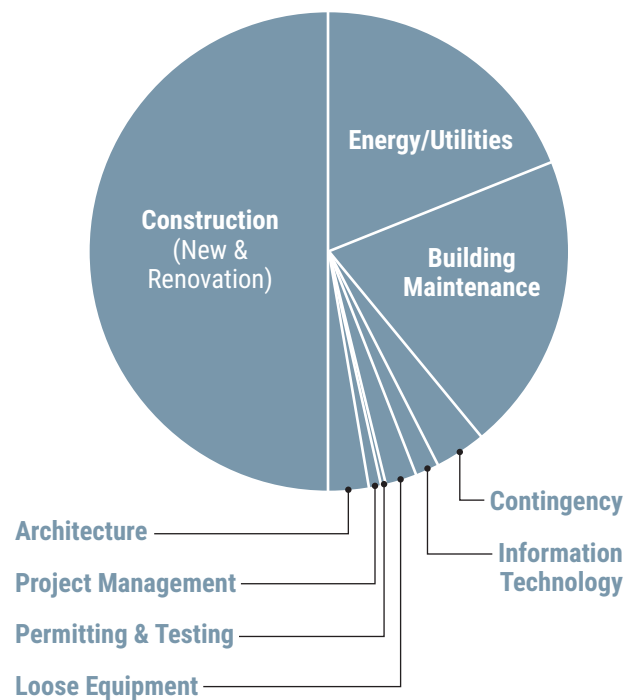 Energy/Utilities
Construction
(New &
Renovation)
Building
Maintenance
Contingency
Architecture
Information
Technology
Project Management
Permitting & Testing
Loose Equipment